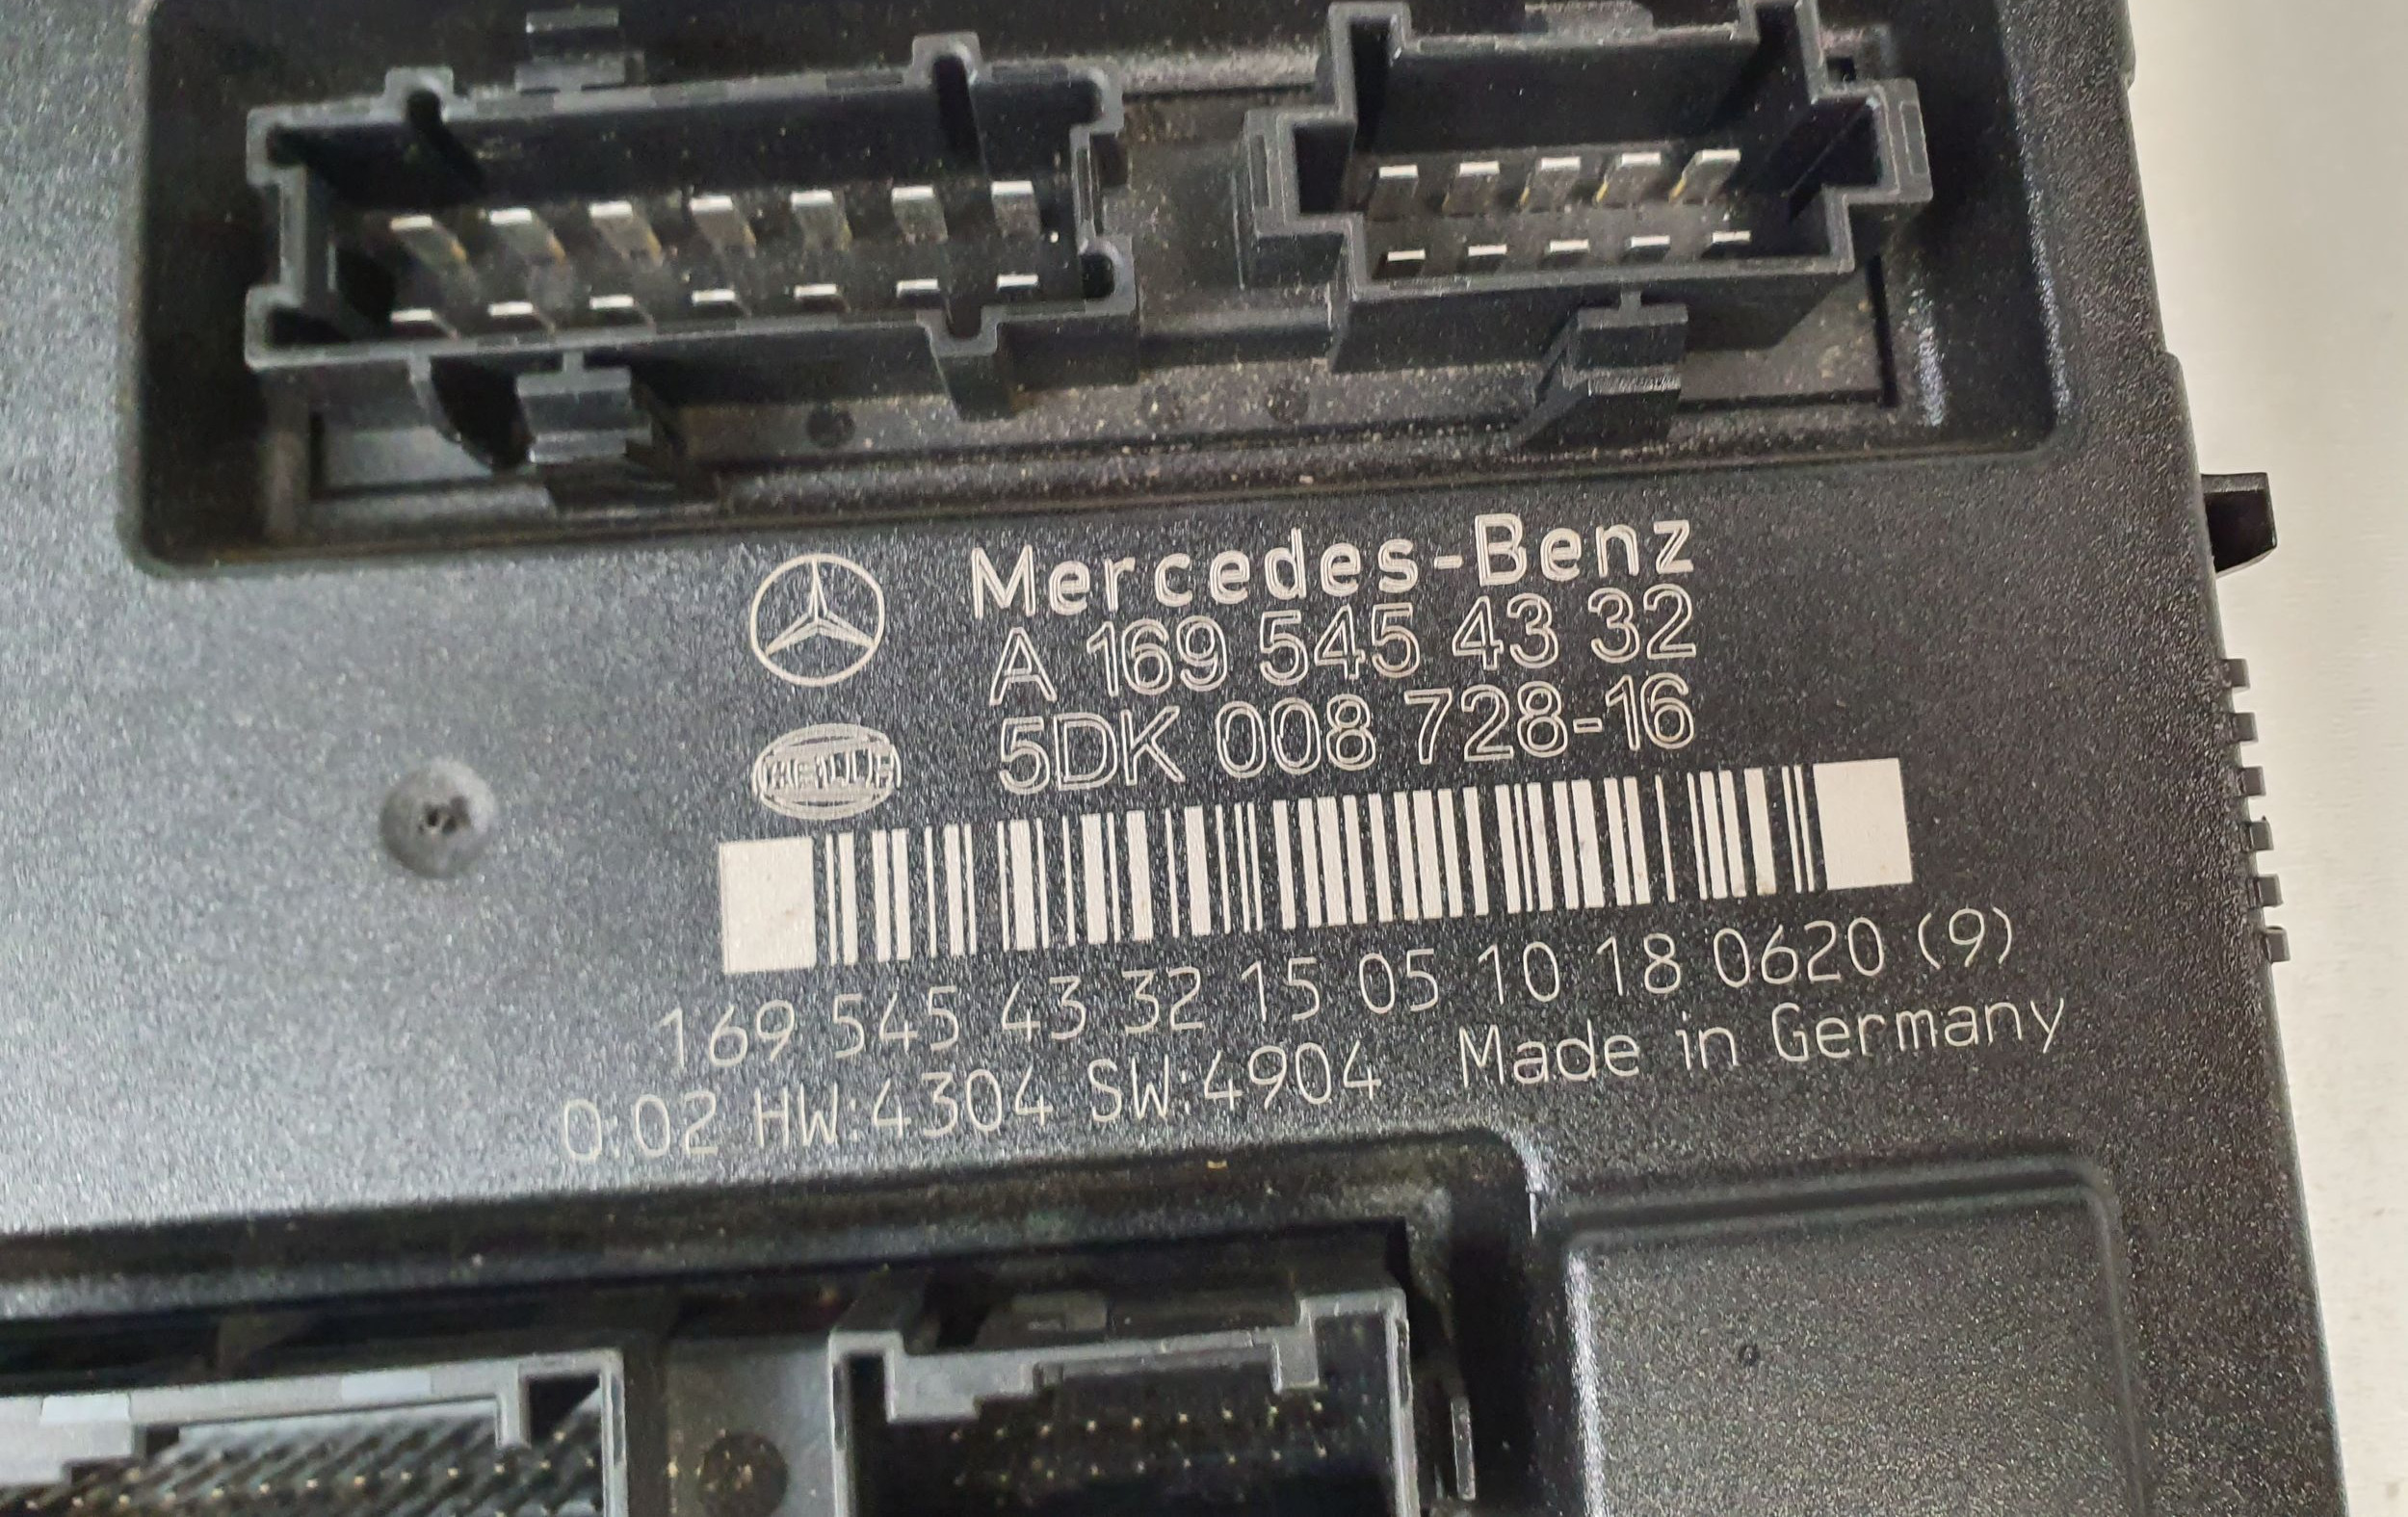 Mercedes-Benz
A 169 545 43 32
HELLA
5DK 008 728-16
169 545 43 32 15 05 10 18 0620 (9)
0:02 HW:4304 SW:4904 Made in Germany